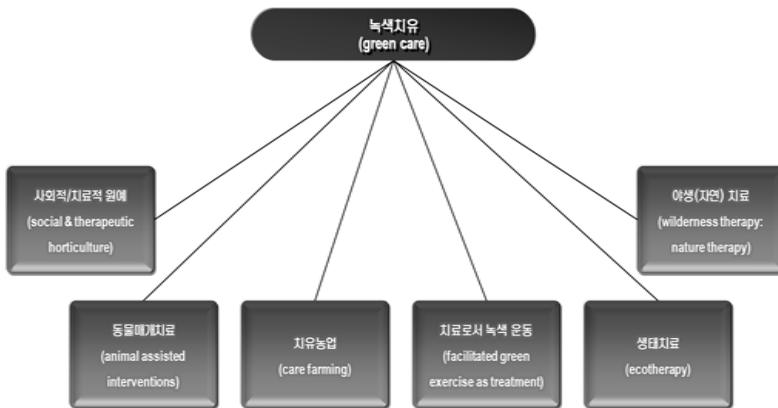 녹색치유
(green care)
사회적/치료적 원예
(social & therapeutic
horticulture)
야생(자연) 치료
(wilderness therapy:
nature therapy)
동물매개치료
(animal assisted
interventions)
치유농업
(care farming)
치료로서 녹색 운동
(facilitated green
exercise as treatment)
생태치료
(ecotherapy)